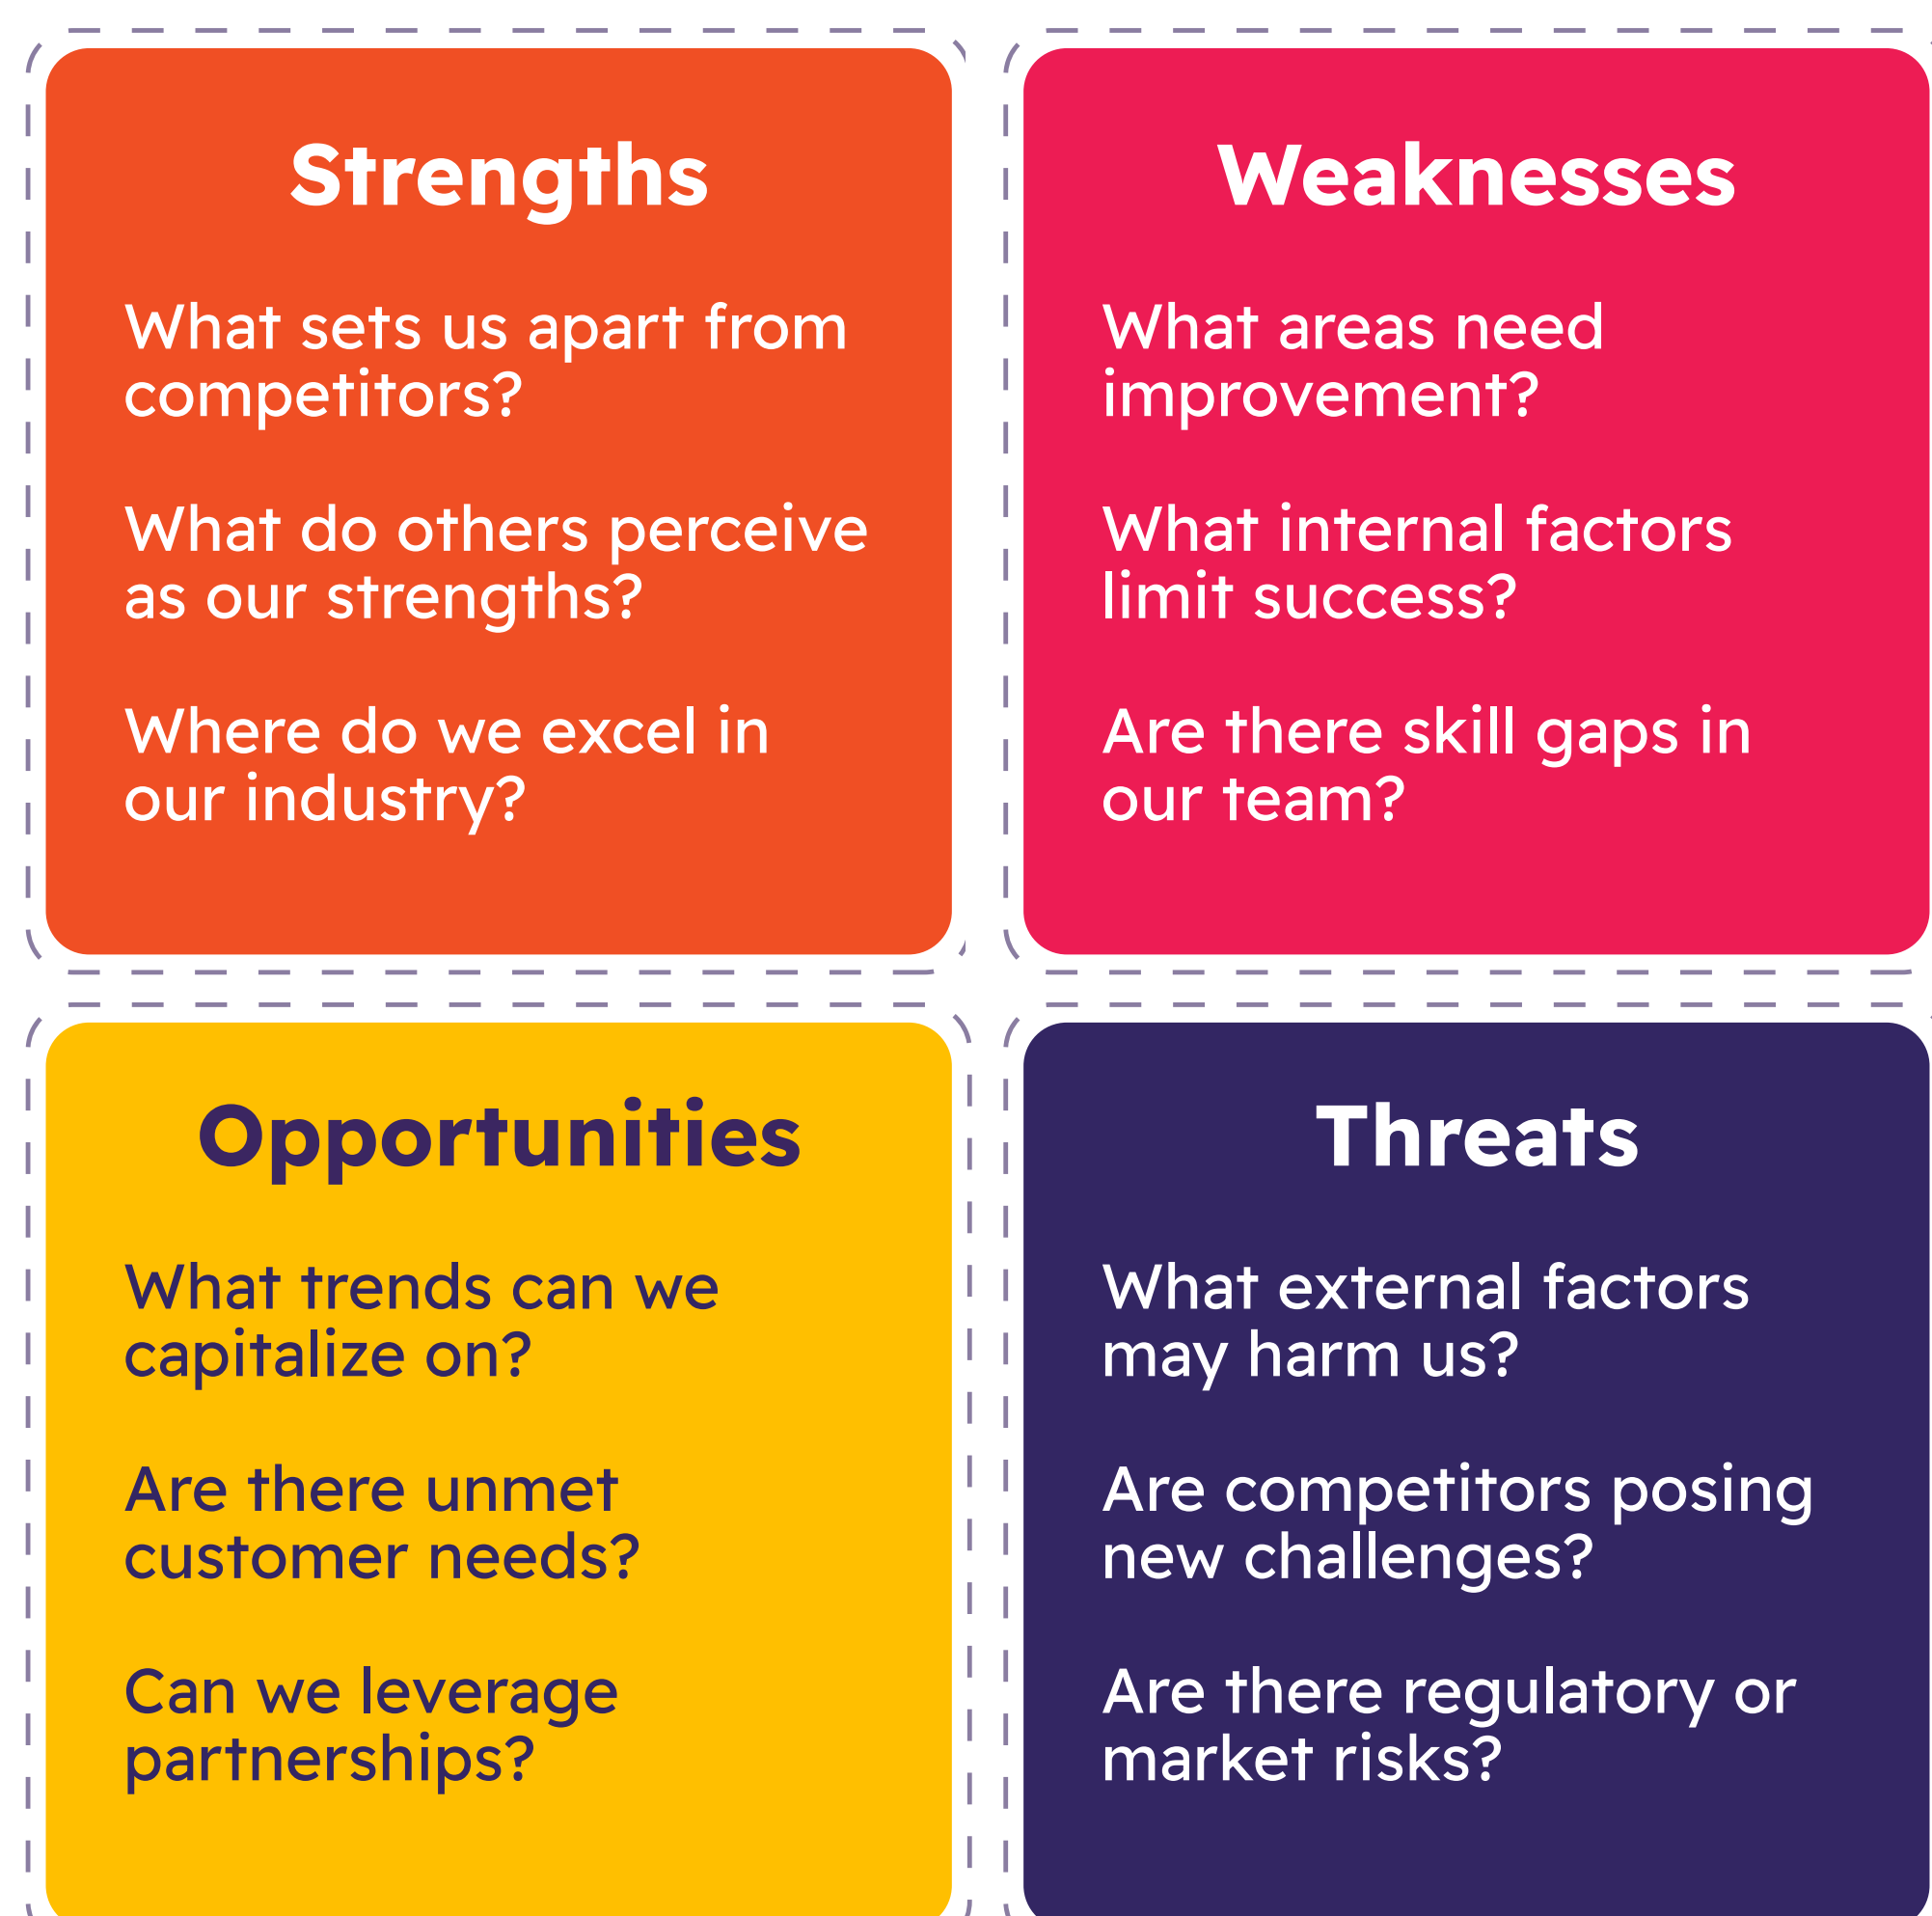 Strengths
What sets us apart from
competitors?
What do others perceive
as our strengths?
Where do we excel in
our industry?
Weaknesses
What areas need
improvement?
What internal factors
limit success?
Are there skill gaps in
our team?
Opportunities
What trends can we
capitalize on?
Are there unmet
customer needs?
Can we leverage
partnerships?
Threats
What external factors
may harm us?
Are competitors posing
new challenges?
Are there regulatory or
market risks?